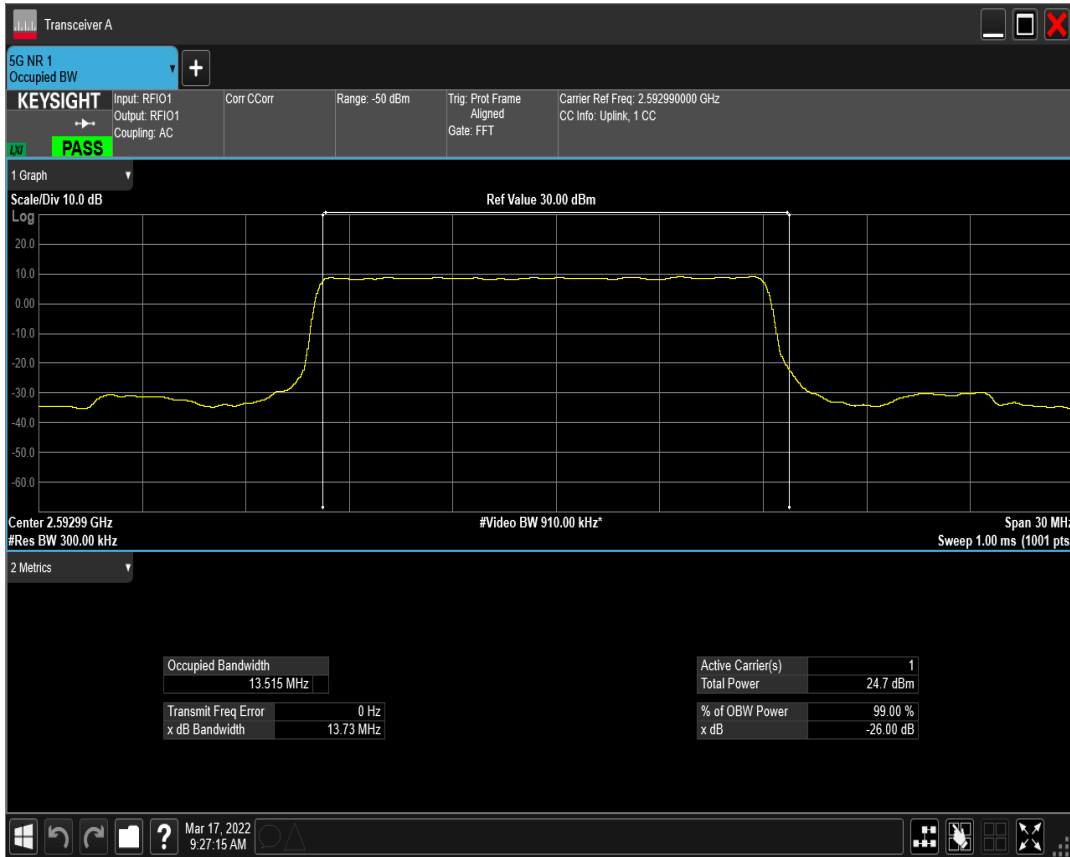 Transceiver A
5G NR 1
Occupied BW
KEYSIGHT
LXI
PASS
Input: RFIO1
Output: RFIO1
Coupling: AC
Corr CCorr
Range: -50 dBm
Trig: Prot Frame
Aligned
Gate: FFT
Carrier Ref Freq: 2.592990000 GHz
CC Info: Uplink, 1 CC
1 Graph
Scale/Div 10.0 dB
Ref Value 30.00 dBm
Log
20.0
10.0
0.00
-10.0
-20.0
-30.0
-40.0
-50.0
-60.0
Center 2.59299 GHz
#Video BW 910.00 kHz*
Span 30 MHz
#Res BW 300.00 kHz
Sweep 1.00 ms (1001 pts
2 Metrics
Occupied Bandwidth
13.515 MHz
Transmit Freq Error 0 Hz
x dB Bandwidth 13.73 MHz
Active Carrier(s) 1
Total Power 24.7 dBm
% of OBW Power 99.00 %
x dB -26.00 dB
?
Mar 17, 2022
9:27:15 AM